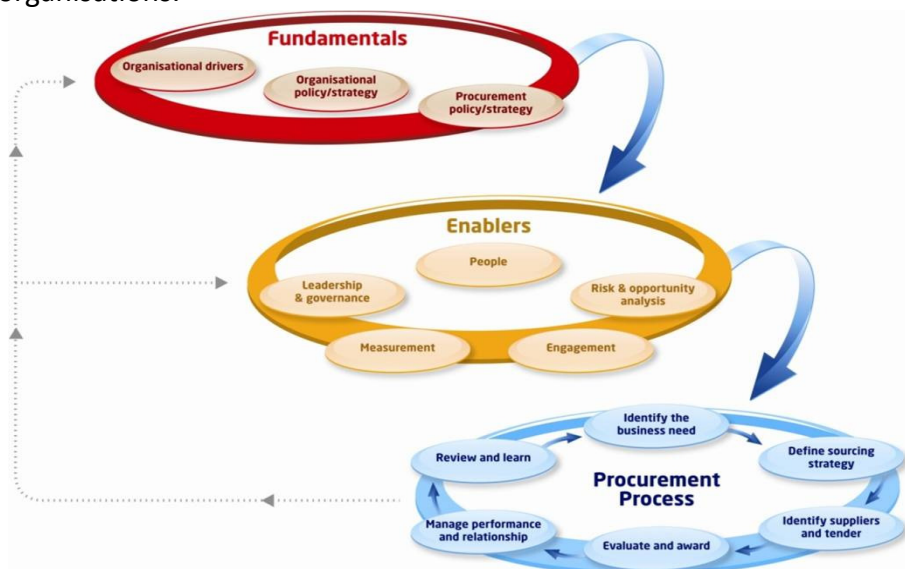 organisations.
Fundamentals
Organisational drivers
Organisational
policy/strategy
Procurement
policy/strategy
Enablers
People
Leadership
& governance
Risk & opportunity
analysis
Measurement
Engagement
Identify the
business need
Review and learn
Define sourcing
strategy
Procurement
Process
Manage performance
and relationship
Identify suppliers
and tender
Evaluate and award